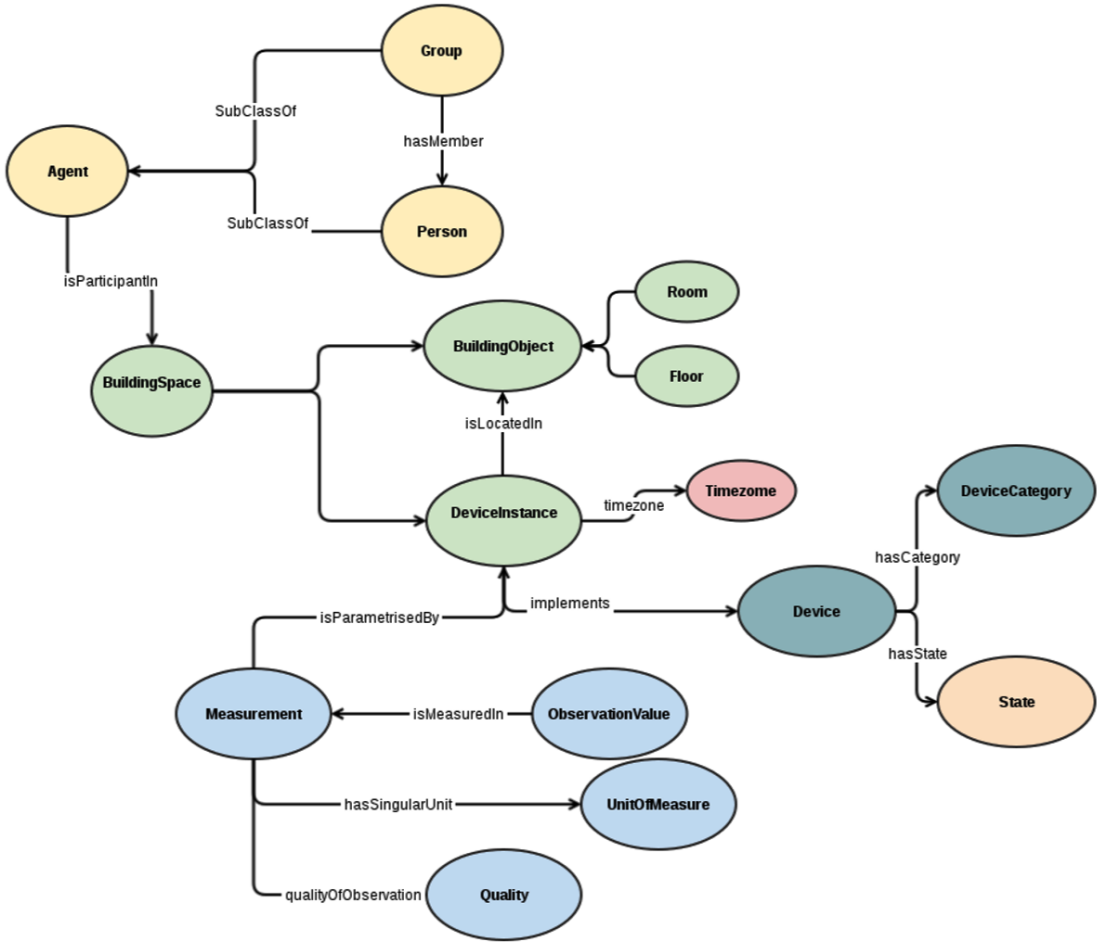 Group
SubClassOf
hasMember
Agent
SubClassOf
Person
isParticipantIn
Room
BuildingObject
BuildingSpace
Floor
isLocatedIn
DeviceInstance
Timezome
timezone
DeviceCategory
hasCategory
implements
Device
isParametrisedBy
hasState
Measurement
isMeasuredIn
ObservationValue
State
hasSingularUnit
UnitOfMeasure
qualityOfObservation
Quality